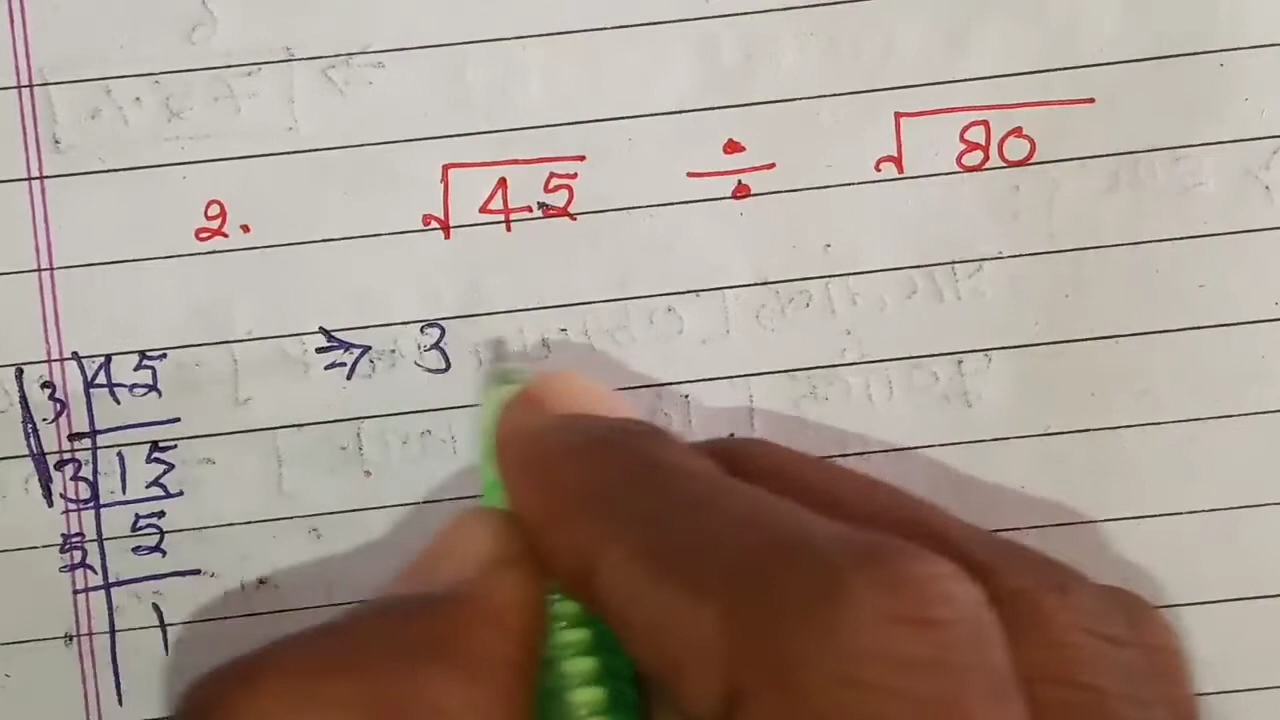 2. √45 ÷ √80
⇒ 3
3 | 45
3 | 15
5 | 5
1